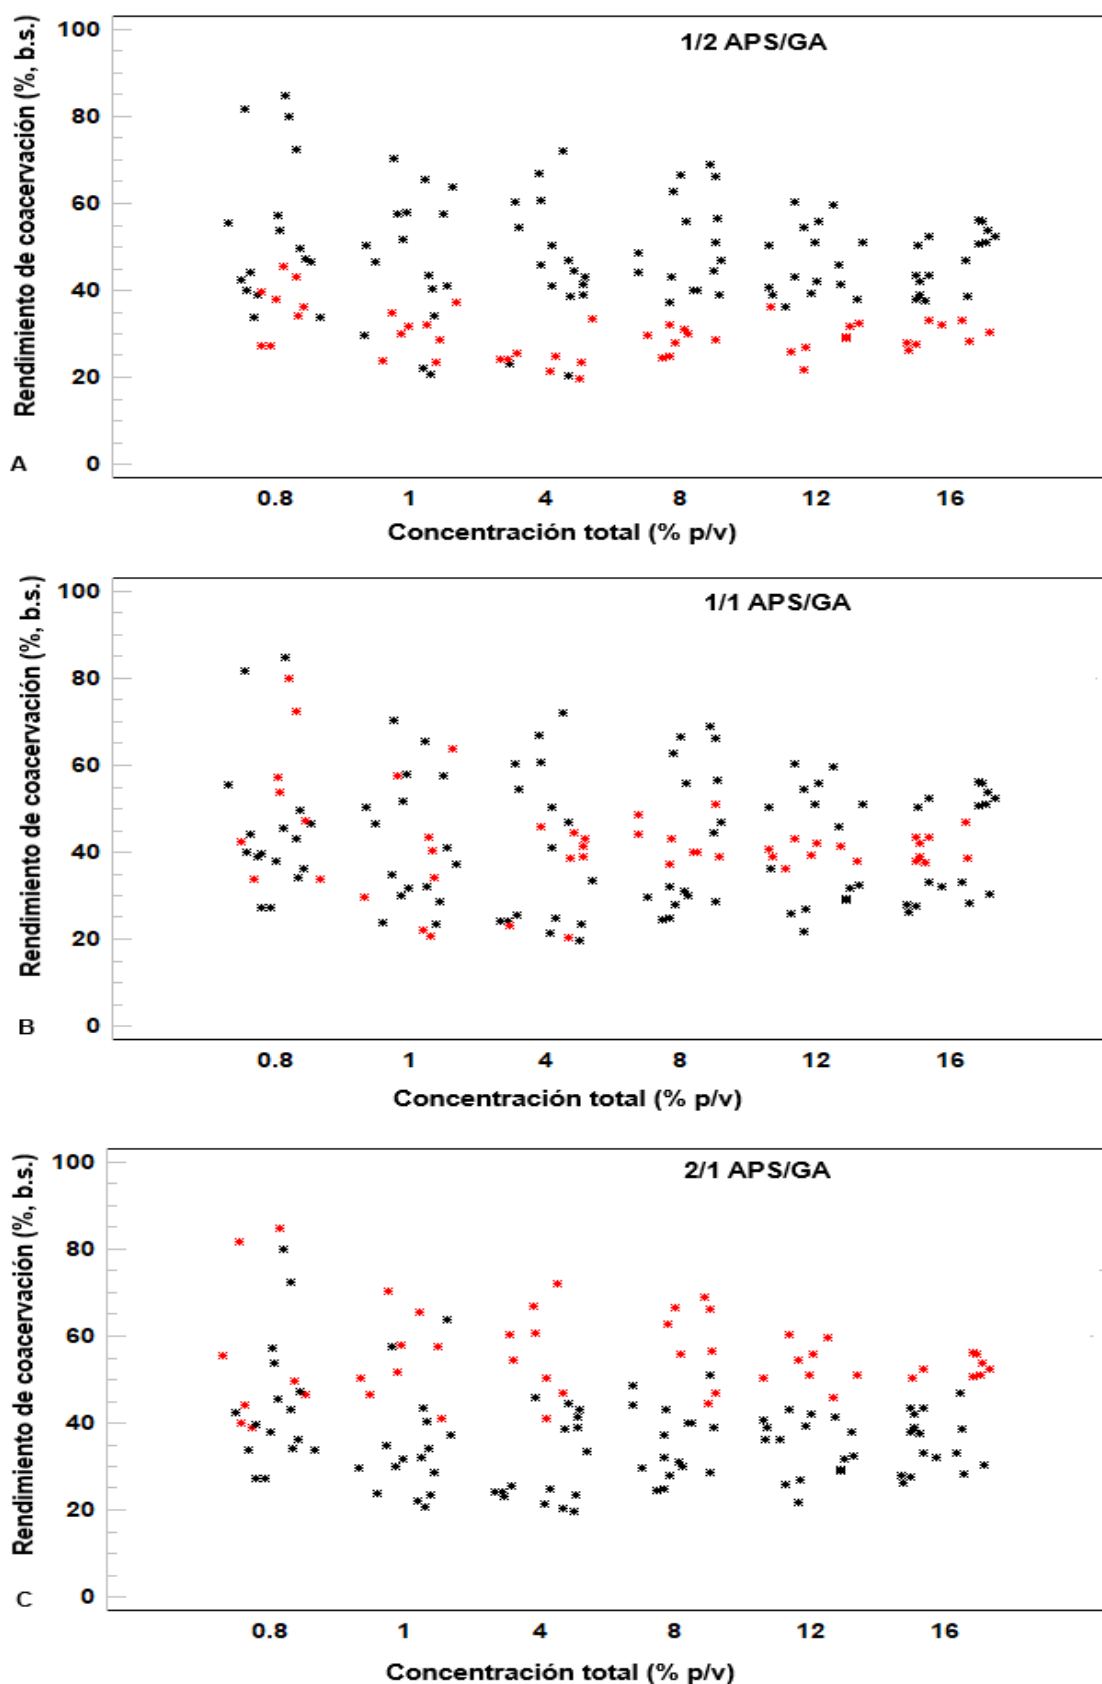 Rendimiento de coacervación (%, b.s.)
1/2 APS/GA
100
80
60
40
20
0
A
0.8 1 4 8 12 16
Concentración total (% p/v)
Rendimiento de coacervación (%, b.s.)
1/1 APS/GA
100
80
60
40
20
0
B
0.8 1 4 8 12 16
Concentración total (% p/v)
Rendimiento de coacervación (%, b.s.)
2/1 APS/GA
100
80
60
40
20
0
C
0.8 1 4 8 12 16
Concentración total (% p/v)